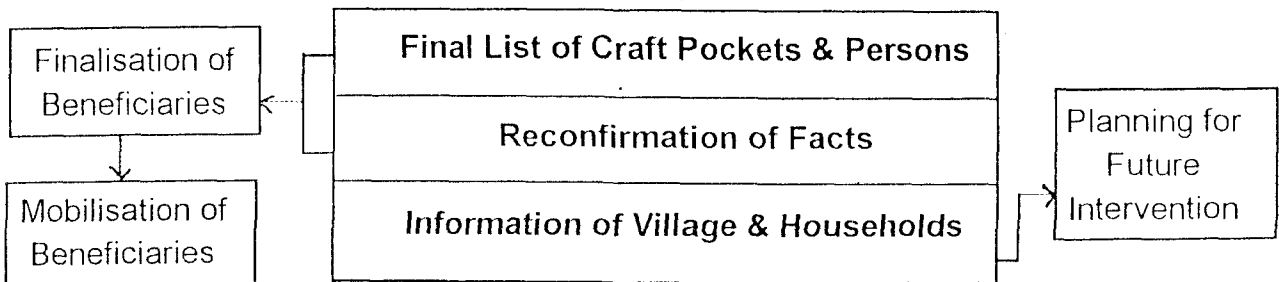 Finalisation of
Beneficiaries
Mobilisation of
Beneficiaries
Final List of Craft Pockets & Persons
Reconfirmation of Facts
Information of Village & Households
Planning for
Future
Intervention